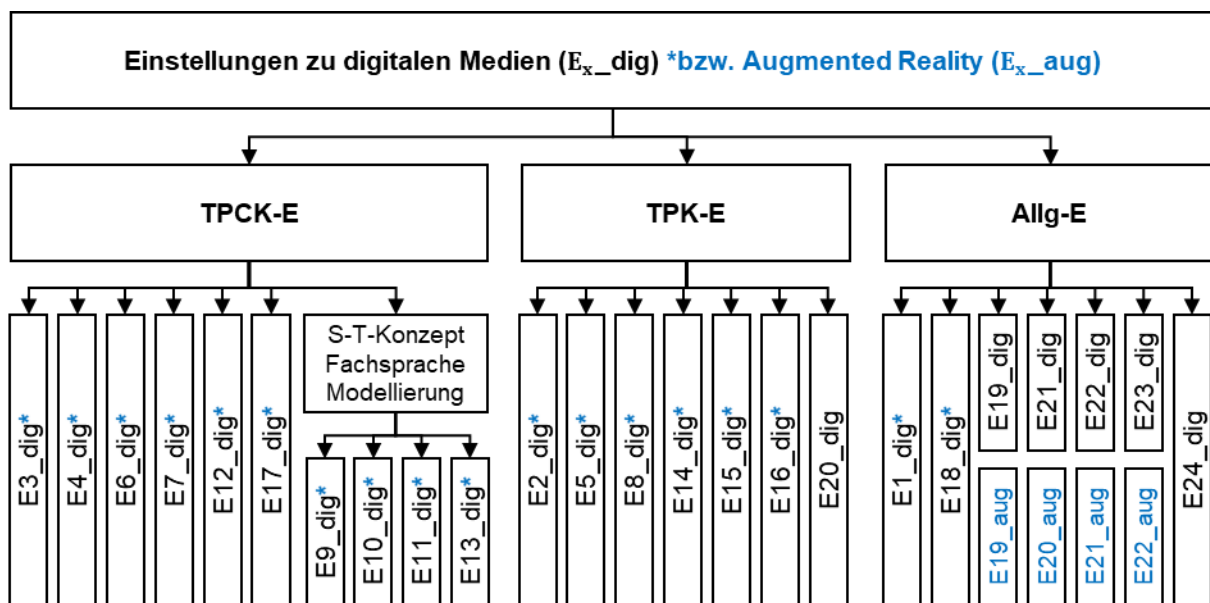 Einstellungen zu digitalen Medien (Eₓ_dig) *bzw. Augmented Reality (Eₓ_aug)
TPCK-E
TPK-E
Allg-E
E3_dig*
E4_dig*
E6_dig*
E7_dig*
E12_dig*
E17_dig*
S-T-Konzept
Fachsprache
Modellierung
E9_dig*
E10_dig*
E11_dig*
E13_dig*
E2_dig*
E5_dig*
E8_dig*
E14_dig*
E15_dig*
E16_dig*
E20_dig
E1_dig*
E18_dig*
E19_dig
E21_dig
E22_dig
E23_dig
E19_aug
E20_aug
E21_aug
E22_aug
E24_dig